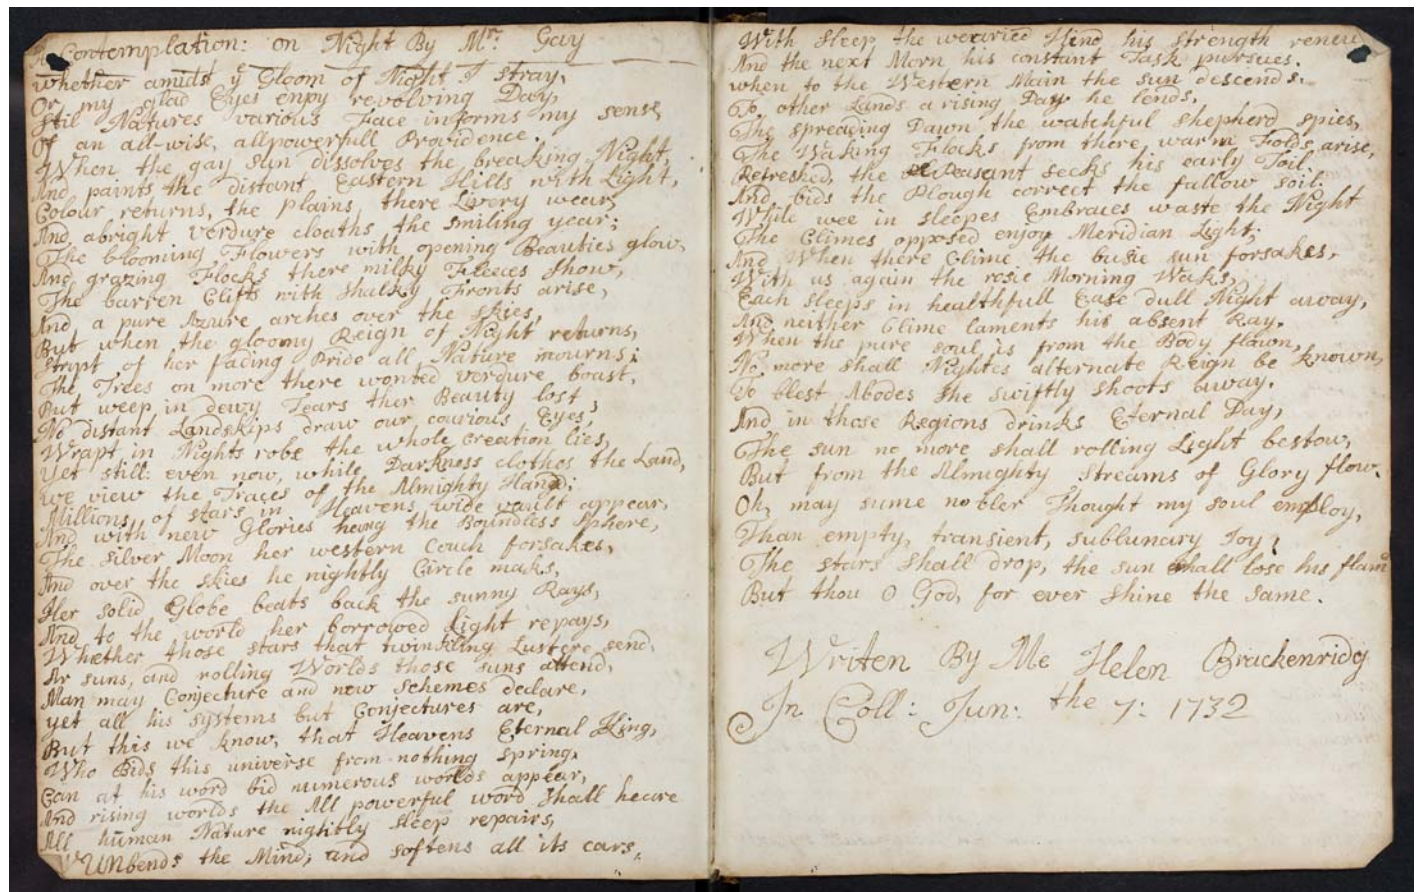 A Contemplation: on Night By Mr. Gay
whether amidst ye Gloom of Night I stray,
Or my glad Eyes enjoy revolving Day,
Stil Natures various Face informs my sense
Of an all-wise, allpowerfull Providence.
When the gay sun dissolves the breaking Night,
And paints the distant Eastern Hills with Light,
Colour returns, the plains, there Livery wear
And abright verdure cloaths the smiling year;
The blooming Flowers with opening Beauties glow,
And grazing Flocks there milky Fleeces show,
The barren Clifts with shalky Fronts arise,
And a pure Azure arches over the skies,
But when the gloomy Reign of Night returns,
Stript of her fading Pride all Nature mourns;
The Trees on more there wonted verdure boast,
But weep in dewy Tears ther Beauty lost;
No distant Landskips draw our courious Eyes,
Wrapt in Nights robe the whole creation lies,
Yet still even now, while Darkness clothes the Land,
we view the Traces of the Almighty Hand;
Millions of stars in Heavens wide vault appear,
And with new Glories hang the Boundless sphere,
The silver Moon her western Couch forsakes,
And over the skies he nightly Circle maks,
Her solid Globe beats back the sunny Rays,
And to the world her borrowed Light repays,
Whether those stars that twinkling Lustere send,
Ar suns, and rolling Worlds those suns attend,
Man may Conjecture and new schemes declare,
yet all his systems but Conjectures are,
But this we know, that Heavens Eternal King,
Who Bids this universe from nothing spring,
Can at his word bid numerous worlds appear,
And rising worlds the All powerful word shall heare
All human Nature nightly sleep repairs,
UNbends the Mind, and softens all its cars,
With sleep the wearied Hind his strength renew
And the next Morn his constant Task pursues.
when to the Western Main the sun descends,
To other Lands a rising Day he lends,
The spreading Dawn the watchful shepherd spies,
The Waking Flocks from there warm Folds arise,
Refreshed, the Peasant seeks his early Toil
And bids the Plough correct the fallow soil:
While wee in sleepes Embraces waste the Night
The Climes opposed enjoy Meridian Light;
And When there Clime the busie sun forsakes,
With us again the rosie Morning Waks,
Each sleeps in healthfull Ease dull Night away,
And neither Clime laments his absent Ray.
When the pure soul is from the Body flown,
No more shall Nightes alternate Reign be known,
To blest Abodes she swiftly shoots away.
And in those Regions drinks Eternal Day,
The sun no more shall rolling Light bestow,
But from the Almighty Streams of Glory flow.
Oh, may sume nobler Thought my soul employ,
Than empty, transient, sublunary Joy;
The stars shall drop, the sun shall lose his flam
But thou O God, for ever shine the same.
Writen By Me Helen Brackenridg
In Coll: Jun: the 7: 1732